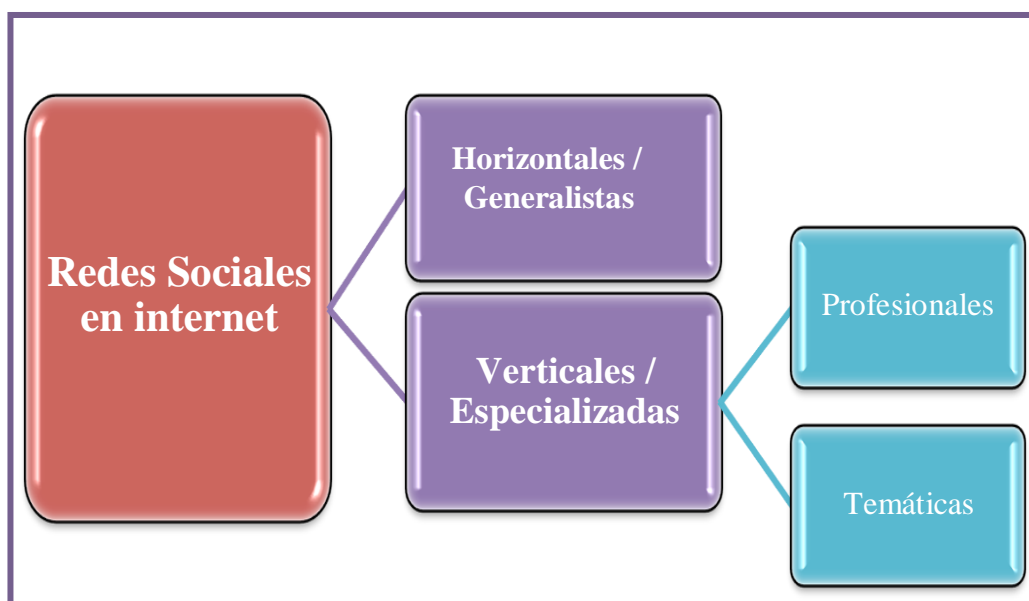 Redes Sociales
en internet
Horizontales /
Generalistas
Verticales /
Especializadas
Profesionales
Temáticas